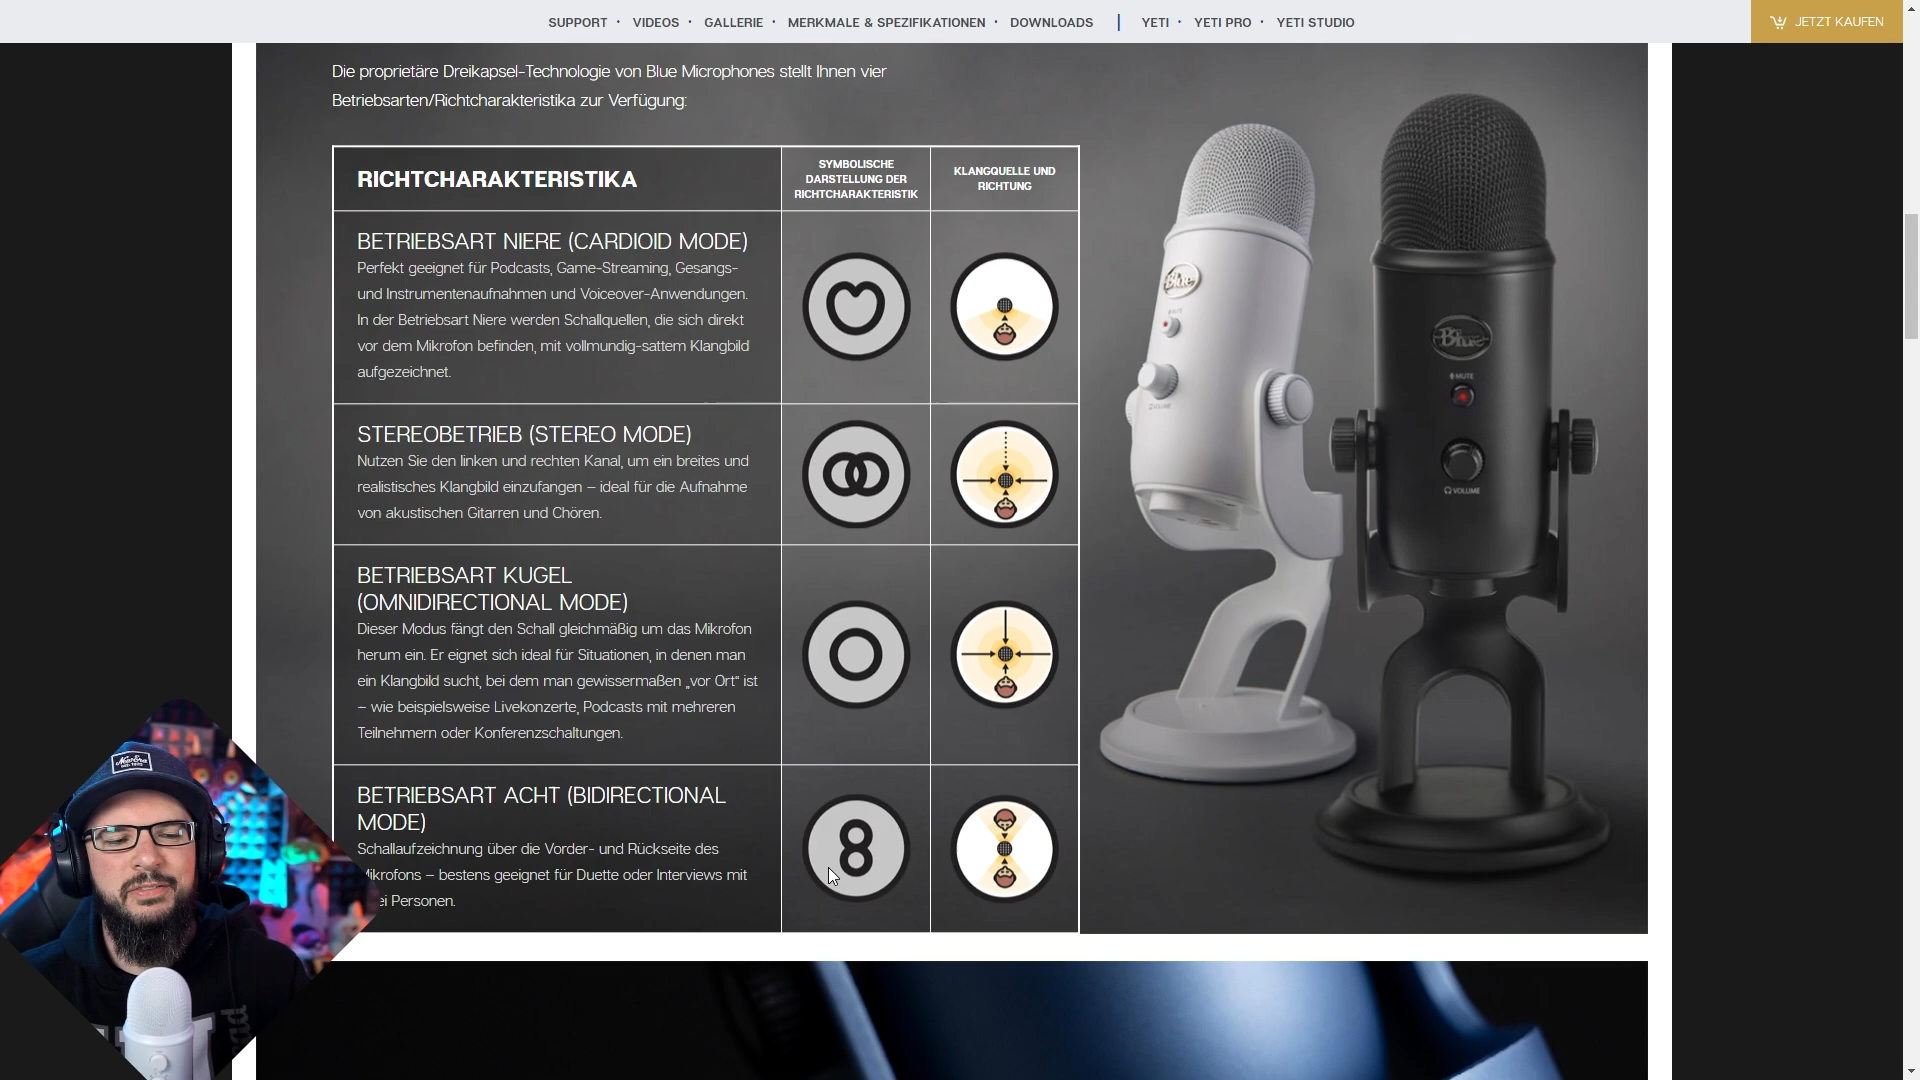 SUPPORT · VIDEOS · GALLERIE · MERKMALE & SPEZIFIKATIONEN · DOWNLOADS | YETI · YETI PRO · YETI STUDIO
JETZT KAUFEN
Die proprietäre Dreikapsel-Technologie von Blue Microphones stellt Ihnen vier
Betriebsarten/Richtcharakteristika zur Verfügung:
RICHTCHARAKTERISTIKA
SYMBOLISCHE
DARSTELLUNG DER
RICHTCHARAKTERISTIK
KLANGQUELLE UND
RICHTUNG
BETRIEBSART NIERE (CARDIOID MODE)
Perfekt geeignet für Podcasts, Game-Streaming, Gesangs-
und Instrumentenaufnahmen und Voiceover-Anwendungen.
In der Betriebsart Niere werden Schallquellen, die sich direkt
vor dem Mikrofon befinden, mit vollmundig-sattem Klangbild
aufgezeichnet.
STEREOBETRIEB (STEREO MODE)
Nutzen Sie den linken und rechten Kanal, um ein breites und
realistisches Klangbild einzufangen – ideal für die Aufnahme
von akustischen Gitarren und Chören.
BETRIEBSART KUGEL
(OMNIDIRECTIONAL MODE)
Dieser Modus fängt den Schall gleichmäßig um das Mikrofon
herum ein. Er eignet sich ideal für Situationen, in denen man
ein Klangbild sucht, bei dem man gewissermaßen „vor Ort“ ist
– wie beispielsweise Livekonzerte, Podcasts mit mehreren
Teilnehmern oder Konferenzschaltungen.
BETRIEBSART ACHT (BIDIRECTIONAL
MODE)
Schallaufzeichnung über die Vorder- und Rückseite des
Mikrofons – bestens geeignet für Duette oder Interviews mit
ei Personen.
Blue
MUTE
VOLUME
Blue
MUTE
VOLUME
New Era